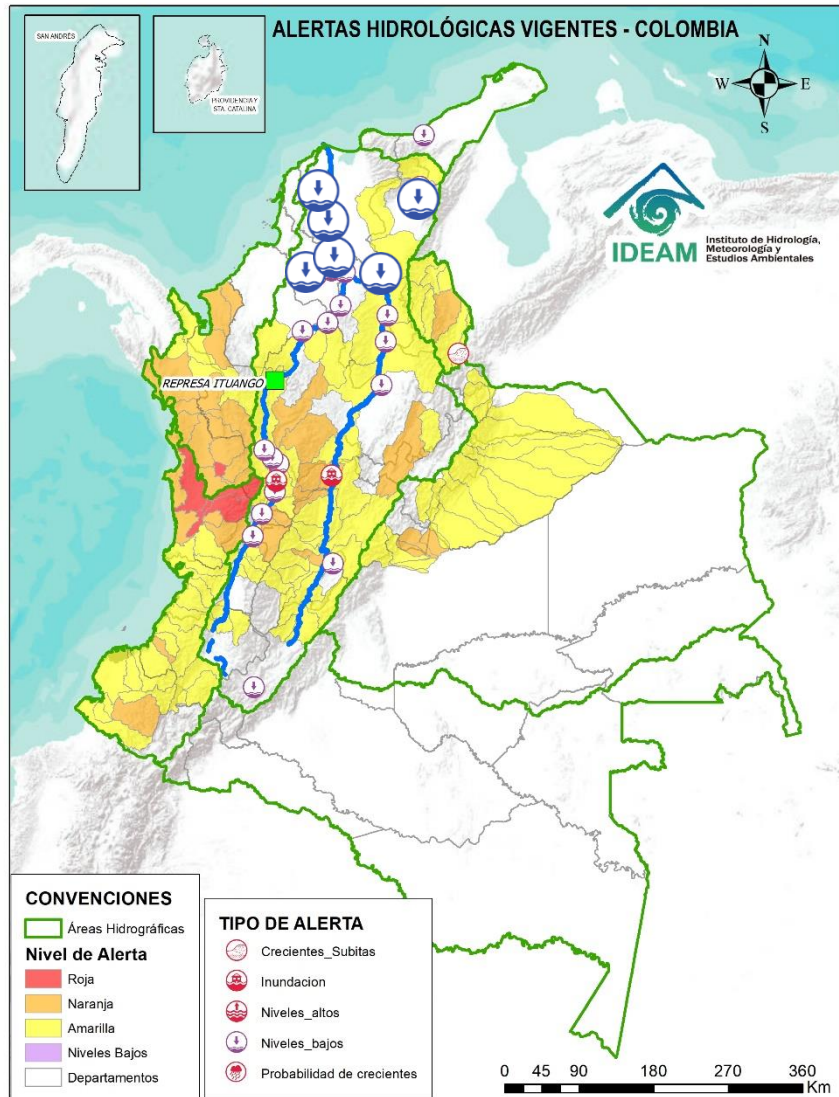 ALERTAS HIDROLÓGICAS VIGENTES - COLOMBIA
SAN ANDRÉS
PROVIDENCIA Y
STA. CATALINA
N
W
E
S
IDEAM
Instituto de Hidrología,
Meteorología y
Estudios Ambientales
REPRESA ITUANGO
CONVENCIONES
Áreas Hidrográficas
Nivel de Alerta
Roja
Naranja
Amarilla
Niveles Bajos
Departamentos
TIPO DE ALERTA
Crecientes_Subitas
Inundacion
Niveles_altos
Niveles_bajos
Probabilidad de crecientes
0 45 90 180 270 360
Km